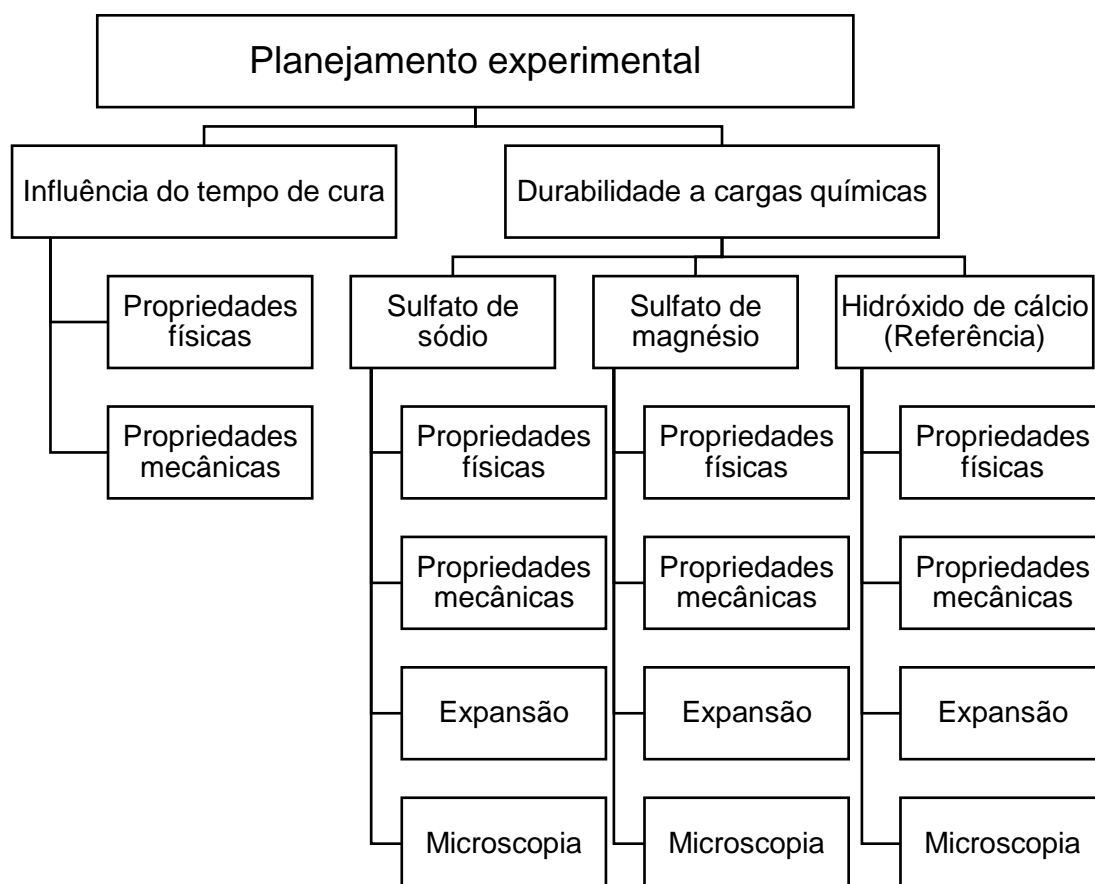 Planejamento experimental
Influência do tempo de cura
Propriedades
físicas
Propriedades
mecânicas
Durabilidade a cargas químicas
Sulfato de
sódio
Propriedades
físicas
Propriedades
mecânicas
Expansão
Microscopia
Sulfato de
magnésio
Propriedades
físicas
Propriedades
mecânicas
Expansão
Microscopia
Hidróxido de cálcio
(Referência)
Propriedades
físicas
Propriedades
mecânicas
Expansão
Microscopia